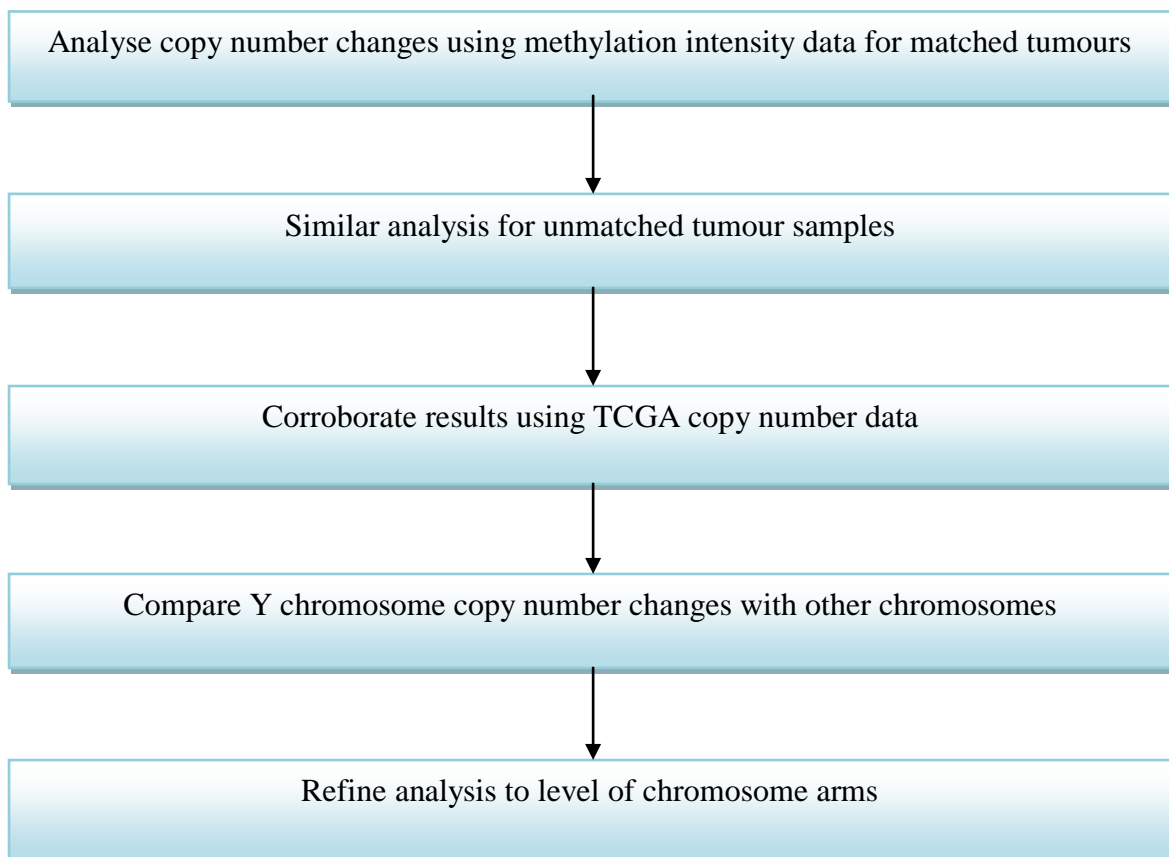 Analyse copy number changes using methylation intensity data for matched tumours
Similar analysis for unmatched tumour samples
Corroborate results using TCGA copy number data
Compare Y chromosome copy number changes with other chromosomes
Refine analysis to level of chromosome arms